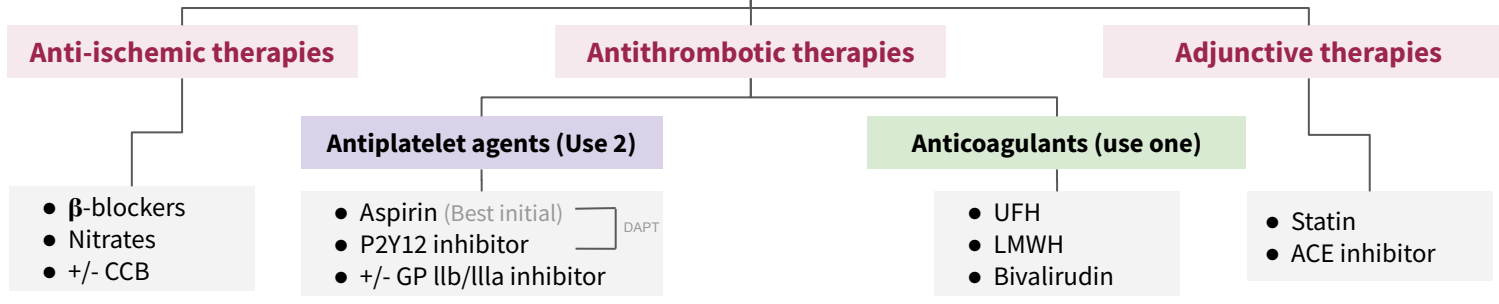 Anti-ischemic therapies
Antithrombotic therapies
Adjunctive therapies
Antiplatelet agents (Use 2)
Anticoagulants (use one)
● β-blockers
● Nitrates
● +/- CCB
● Aspirin (Best initial)
● P2Y12 inhibitor
● +/- GP llb/llla inhibitor
DAPT
● UFH
● LMWH
● Bivalirudin
● Statin
● ACE inhibitor